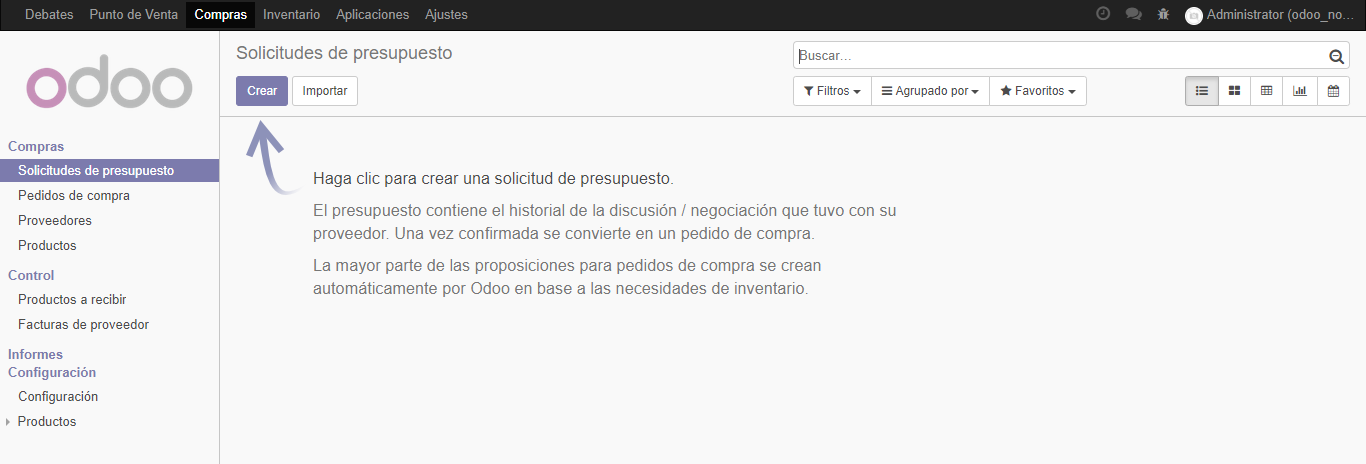 Debates Punto de Venta Compras Inventario Aplicaciones Ajustes Administrator (odoo_no...
odoo
Solicitudes de presupuesto
Buscar...
Crear Importar
Filtros Agrupado por Favoritos
Compras
Solicitudes de presupuesto
Pedidos de compra
Proveedores
Productos
Control
Productos a recibir
Facturas de proveedor
Informes
Configuración
Configuración
Productos
Haga clic para crear una solicitud de presupuesto.
El presupuesto contiene el historial de la discusión / negociación que tuvo con su
proveedor. Una vez confirmada se convierte en un pedido de compra.
La mayor parte de las proposiciones para pedidos de compra se crean
automáticamente por Odoo en base a las necesidades de inventario.